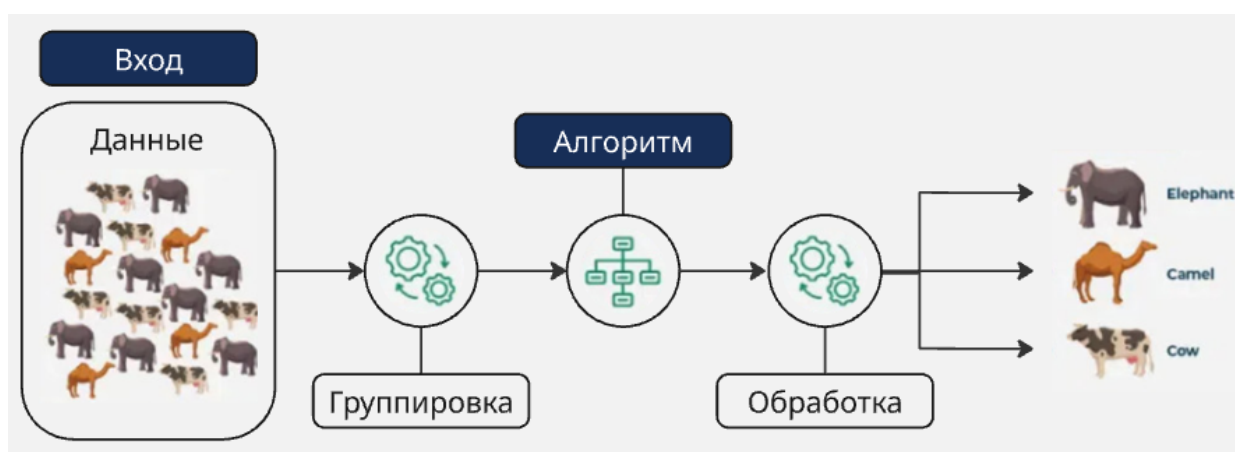 Вход
Данные
Алгоритм
Группировка
Обработка
Elephant
Camel
Cow